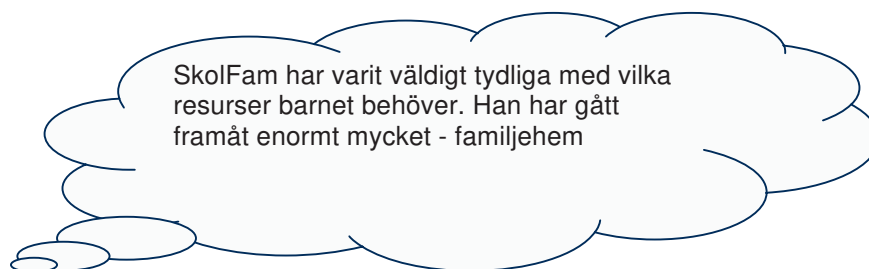 SkolFam har varit väldigt tydliga med vilka
resurser barnet behöver. Han har gått
framåt enormt mycket - familjehem